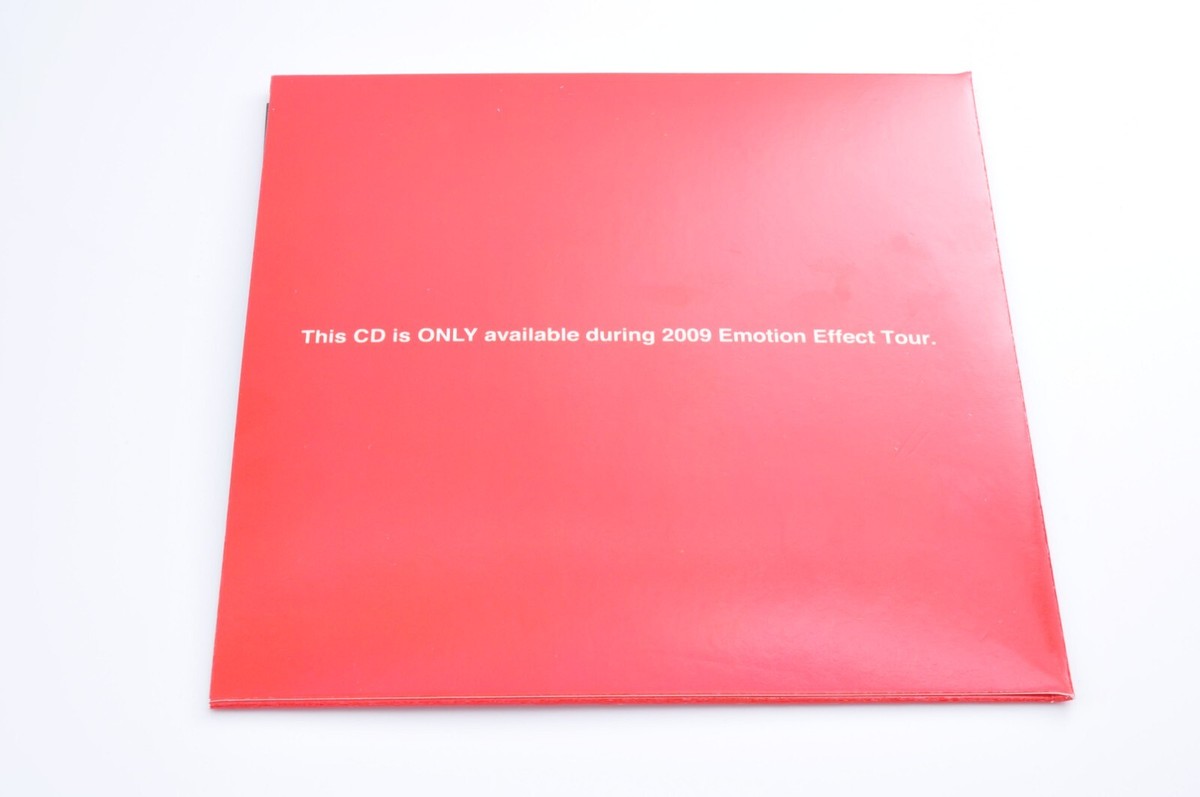 This CD is ONLY available during 2009 Emotion Effect Tour.